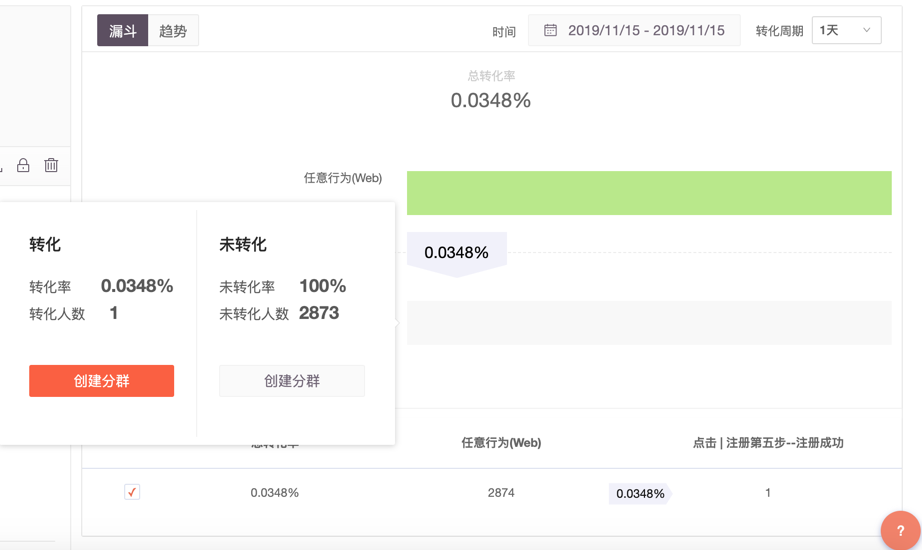 漏斗 趋势 时间 2019/11/15 - 2019/11/15 转化周期 1天
总转化率
0.0348%
任意行为(Web)
0.0348%
转化 未转化
转化率 0.0348% 未转化率 100%
转化人数 1 未转化人数 2873
创建分群 创建分群
总转化率 任意行为(Web) 点击 | 注册第五步--注册成功
0.0348% 2874 0.0348% 1
?